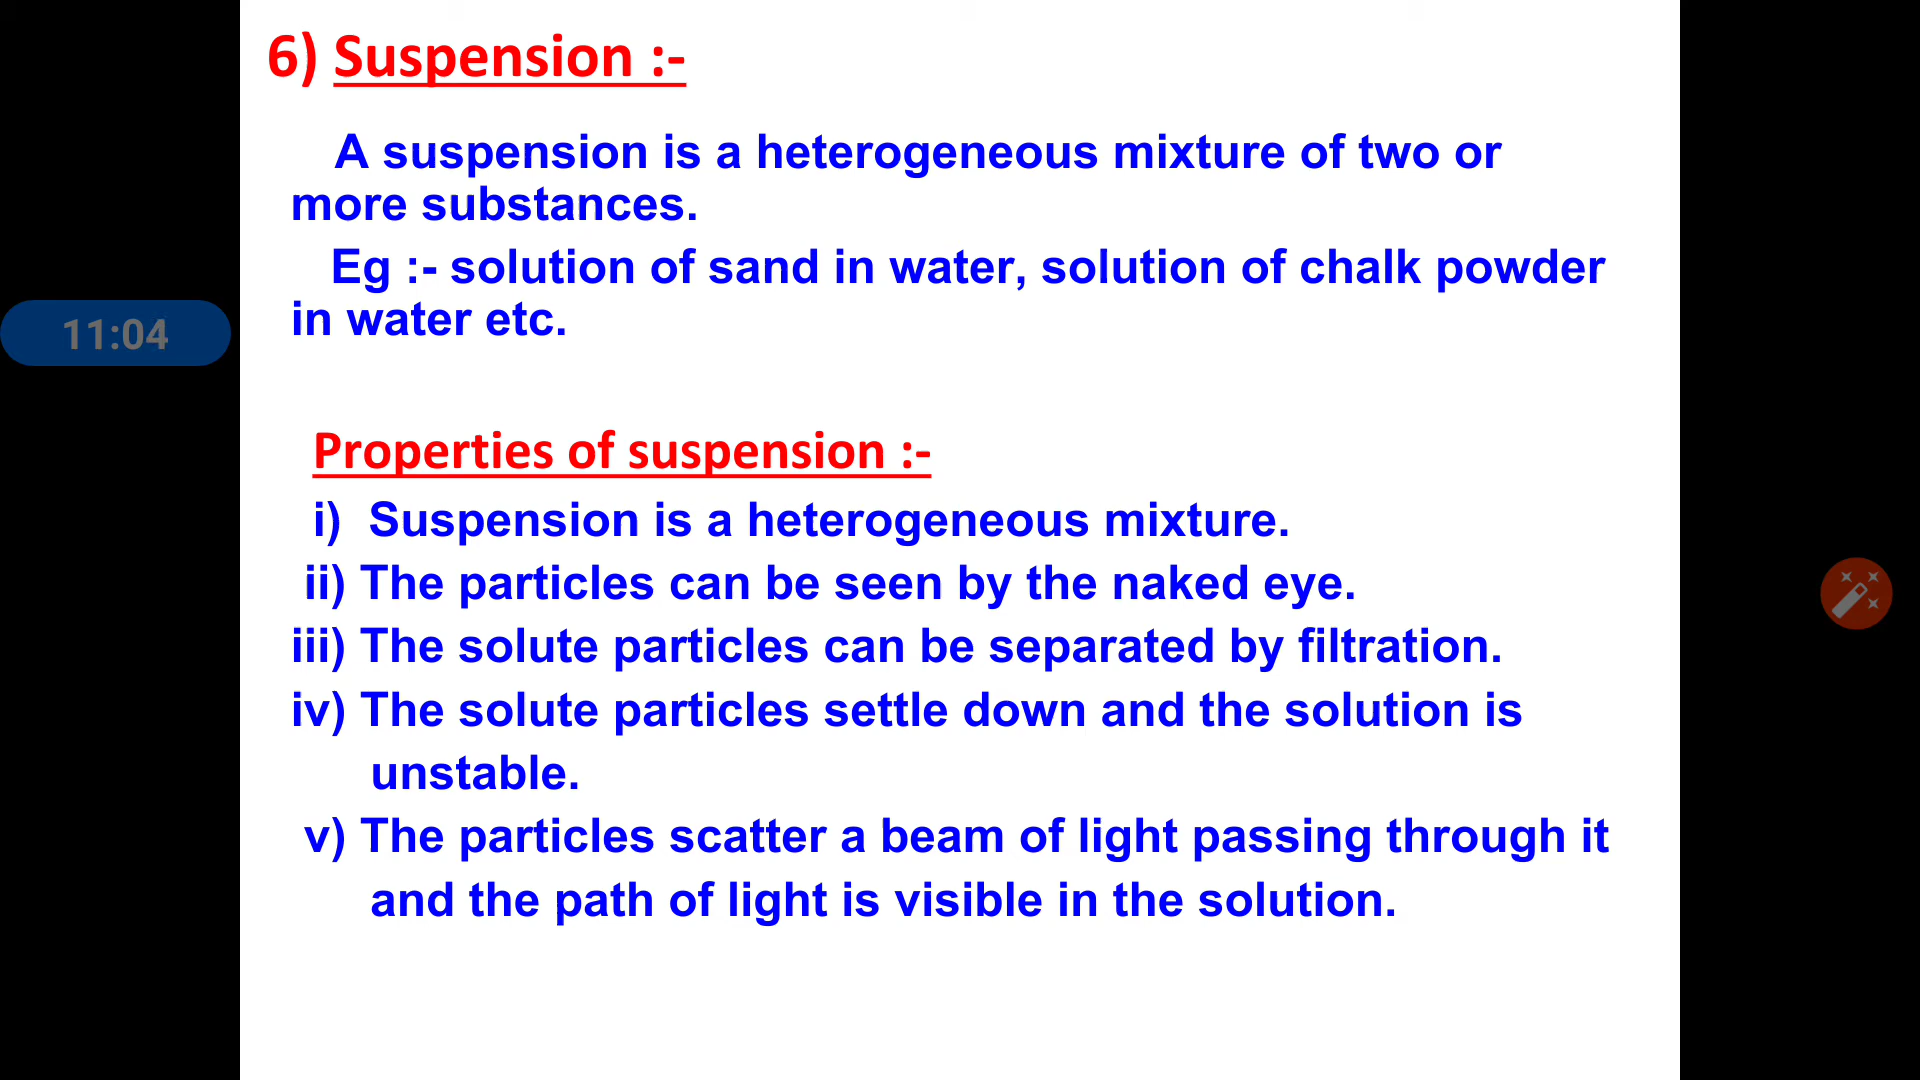 6) Suspension :-
A suspension is a heterogeneous mixture of two or
more substances.
Eg :- solution of sand in water, solution of chalk powder
in water etc.
11:04
Properties of suspension :-
i) Suspension is a heterogeneous mixture.
ii) The particles can be seen by the naked eye.
iii) The solute particles can be separated by filtration.
iv) The solute particles settle down and the solution is
unstable.
v) The particles scatter a beam of light passing through it
and the path of light is visible in the solution.